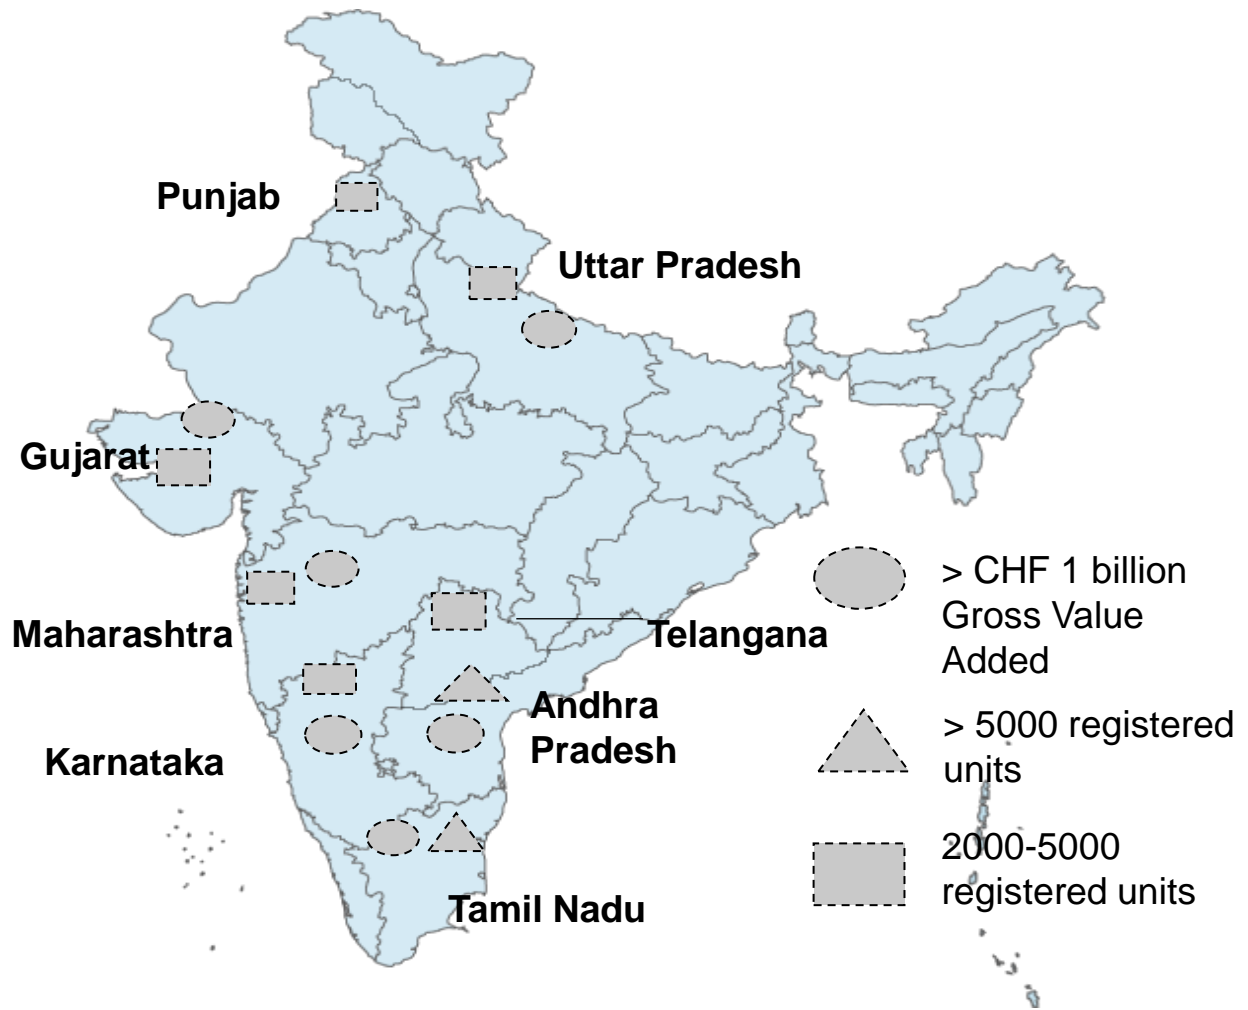 Punjab
Uttar Pradesh
Gujarat
> CHF 1 billion
Gross Value
Added
Maharashtra
Telangana
Andhra
Pradesh
> 5000 registered
units
Karnataka
2000-5000
registered units
Tamil Nadu